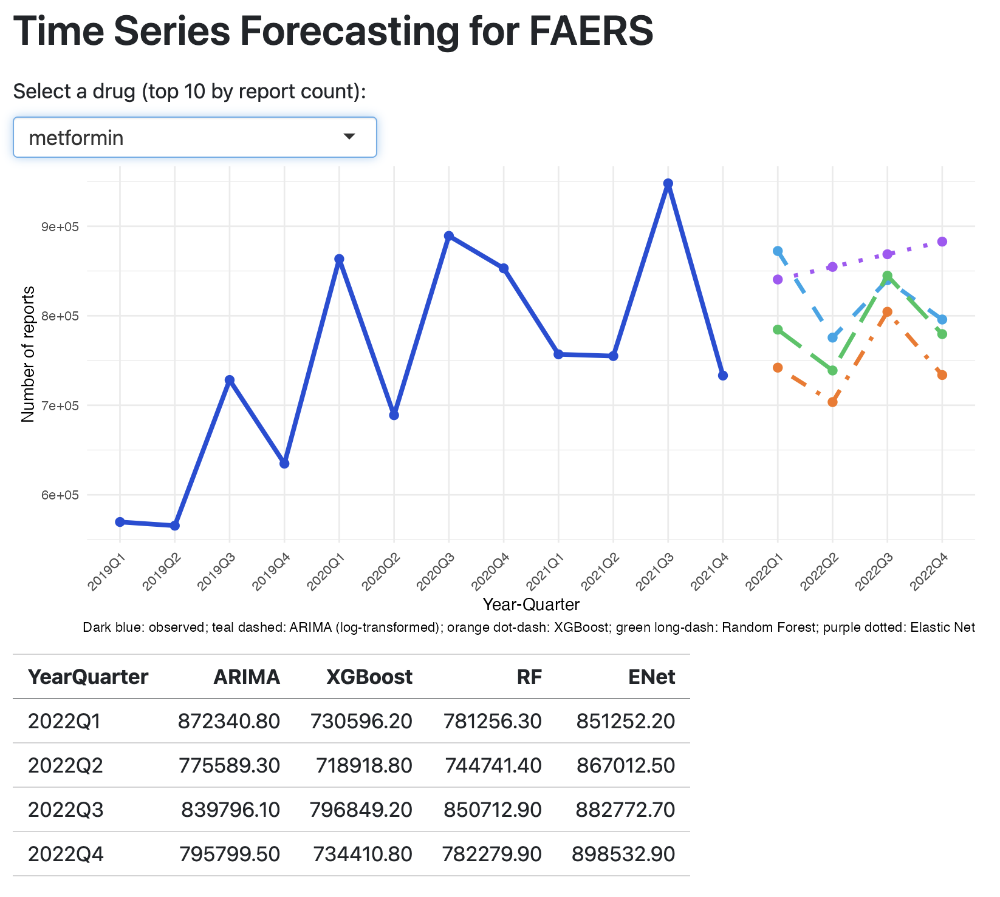 Time Series Forecasting for FAERS
Select a drug (top 10 by report count):
metformin
Number of reports
9e+05
8e+05
7e+05
6e+05
2019Q1 2019Q2 2019Q3 2019Q4 2020Q1 2020Q2 2020Q3 2020Q4 2021Q1 2021Q2 2021Q3 2021Q4 2022Q1 2022Q2 2022Q3 2022Q4
Year-Quarter
Dark blue: observed; teal dashed: ARIMA (log-transformed); orange dot-dash: XGBoost; green long-dash: Random Forest; purple dotted: Elastic Net
YearQuarter ARIMA XGBoost RF ENet
2022Q1 872340.80 730596.20 781256.30 851252.20
2022Q2 775589.30 718918.80 744741.40 867012.50
2022Q3 839796.10 796849.20 850712.90 882772.70
2022Q4 795799.50 734410.80 782279.90 898532.90